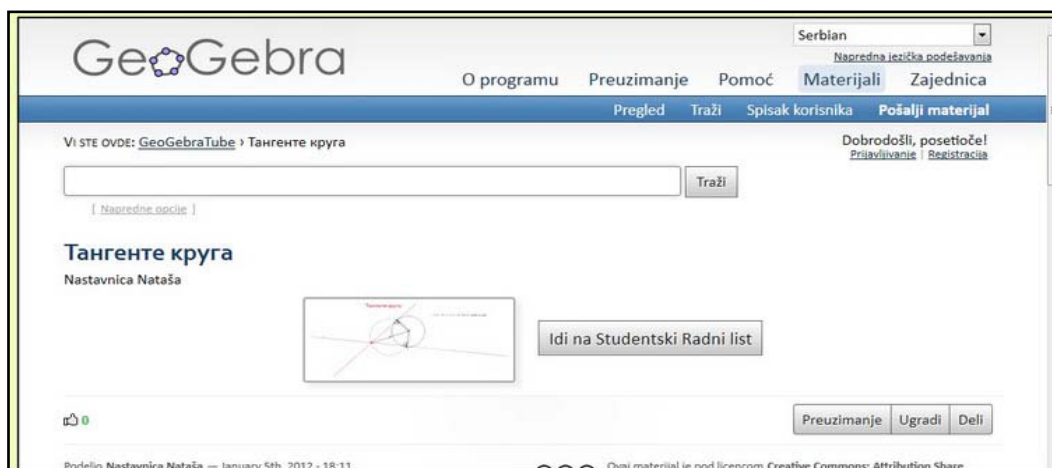 GeoGebra
Serbian
Napredna jezička podešavanja
O programu Preuzimanje Pomoć Materijali Zajednica
Pregled Traži Spisak korisnika Pošalji materijal
VI STE OVDE: GeoGebraTube › Тангенте круга
Dobrodošli, posetioče!
Prijavljivanje | Registracija
Traži
[ Napredne opcije ]
Тангенте круга
Nastavnica Nataša
Тангенте круга
Idi na Studentski Radni list
0
Preuzimanje Ugradi Deli
Podelio Nastavnica Nataša — January 5th, 2012 - 18:11
Ovaj materijal je pod licencom Creative Commons: Attribution Share